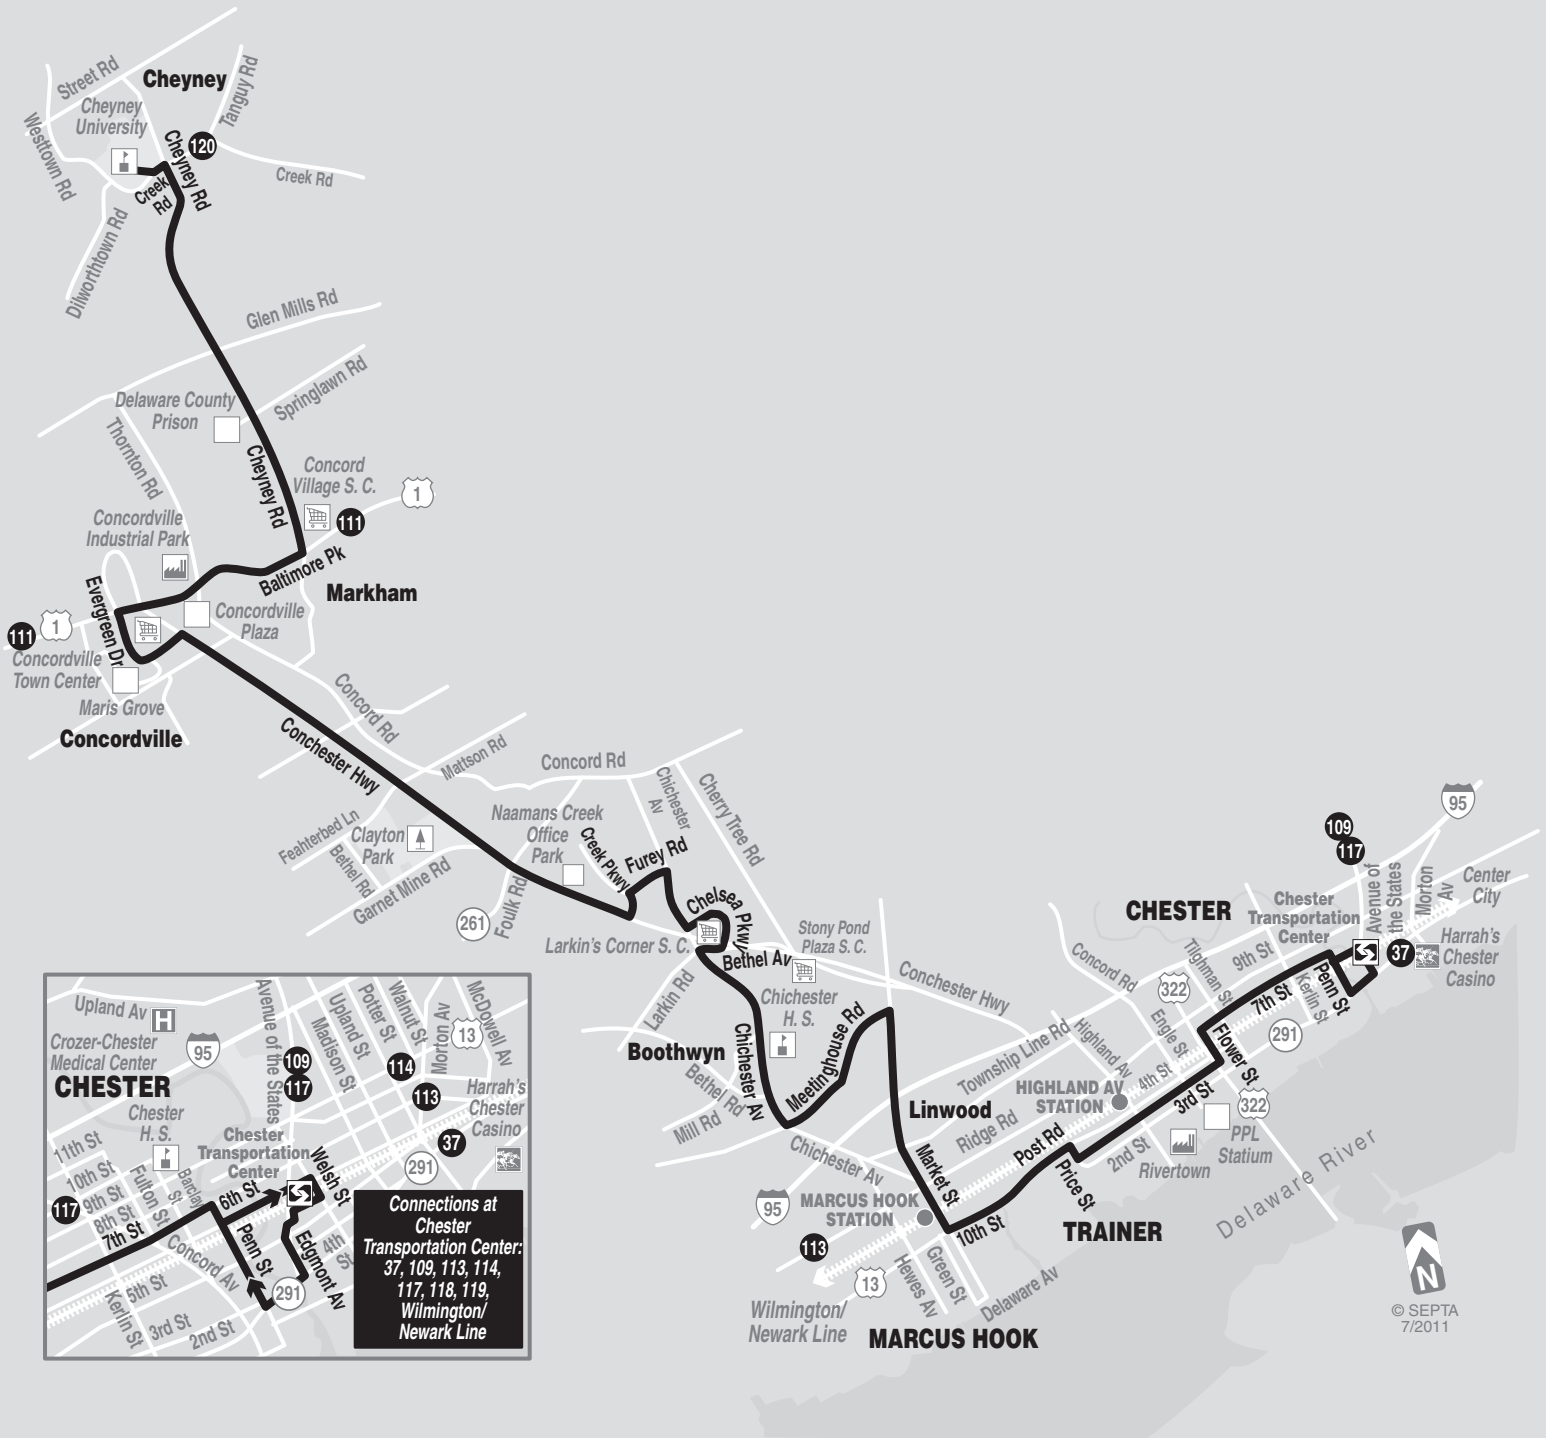 Street Rd
Cheyney
Tanguy Rd
Cheyney
University
Westtown Rd
120
Cheyney Rd
Creek Rd
Creek
Rd
Dilworthtown Rd
Glen Mills Rd
Springlawn Rd
Delaware County
Prison
Thornton Rd
Cheyney Rd
Concord
Village S. C.
1
111
Concordville
Industrial Park
Baltimore Pk
Markham
Evergreen Dr
Concordville
Plaza
1
111
Concordville
Town Center
Maris Grove
Concordville
Concord Rd
Conchester Hwy
Mattson Rd
Concord Rd
Chichester
Av
Cherry Tree Rd
Naamans Creek
Office
Park
Feahterbed Ln
Clayton
Park
Bethel Rd
Garnet Mine Rd
Creek Pkwy
Furey Rd
261
Foulk Rd
Chelsea
Pkwy
Larkin's Corner S. C.
Bethel Av
Stony Pond
Plaza S. C.
Larkin Rd
Conchester Hwy
Chichester
H. S.
Chichester Av
Meetinghouse Rd
Boothwyn
Bethel Rd
Mill Rd
Chichester Av
Linwood
Township Line Rd
Ridge Rd
Market St
95
MARCUS HOOK
STATION
113
13
Wilmington/
Newark Line
MARCUS HOOK
Hewes Av
Green St
Delaware Av
10th St
Post Rd
Price St
TRAINER
HIGHLAND AV
STATION
Highland Av
4th St
Engle St
3rd St
2nd St
Rivertown
PPL
Statium
322
Flower St
322
Concord Rd
Tilghman St
9th St
7th St
Kerlin St
Penn St
291
CHESTER
Chester
Transportation
Center
109
117
Avenue of
the States
Morton
Av
95
Center
City
37
Harrah's
Chester
Casino
Delaware River
N
© SEPTA
7/2011
Upland Av
Crozer-Chester
Medical Center
95
CHESTER
Avenue of the States
Madison St
Upland St
Potter St
Walnut St
Morton Av
McDowell Av
13
109
117
114
113
37
Harrah's
Chester
Casino
291
Chester
H. S.
Chester
Transportation
Center
11th St
10th St
9th St
8th St
7th St
117
Fulton St
Barclay
St
6th St
Welsh St
Penn St
Edgmont Av
4th
St
Concord Av
5th St
Kerlin St
3rd St
2nd St
291
Connections at
Chester
Transportation Center:
37, 109, 113, 114,
117, 118, 119,
Wilmington/
Newark Line